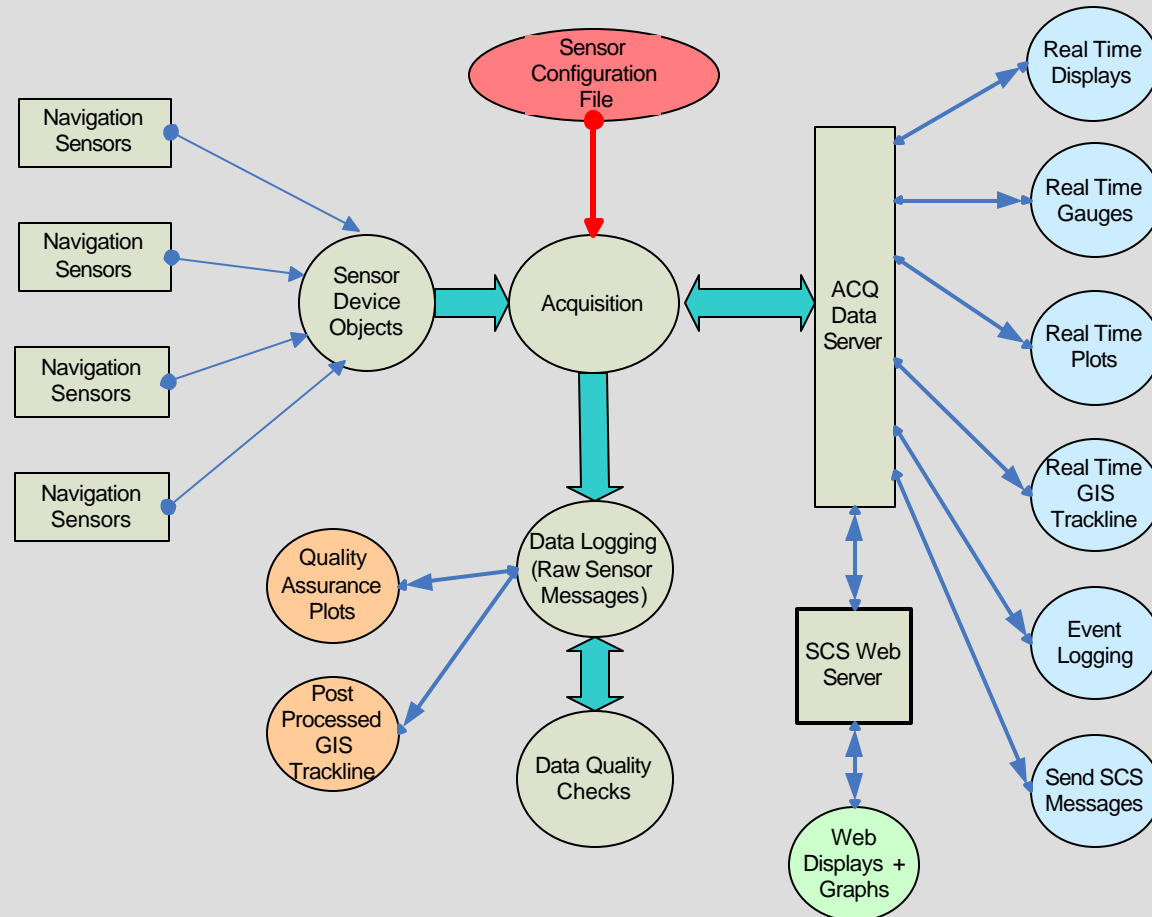 Sensor
Configuration
File
Real Time
Displays
Navigation
Sensors
Real Time
Gauges
Navigation
Sensors
Sensor
Device
Objects
Acquisition
ACQ
Data
Server
Real Time
Plots
Navigation
Sensors
Navigation
Sensors
Real Time
GIS
Trackline
Quality
Assurance
Plots
Data Logging
(Raw Sensor
Messages)
SCS Web
Server
Event
Logging
Post
Processed
GIS
Trackline
Data Quality
Checks
Send SCS
Messages
Web
Displays +
Graphs